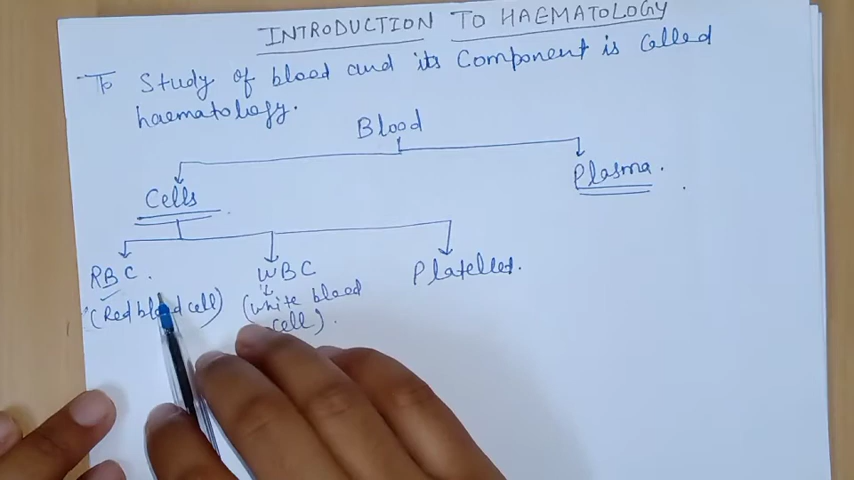 INTRODUCTION TO HAEMATOLOGY
To Study of blood and its Component is Called
haematology.
Blood
Cells
Plasma.
RBC.
WBC
Platelles.
(Red blood cell)
(White blood
cell).